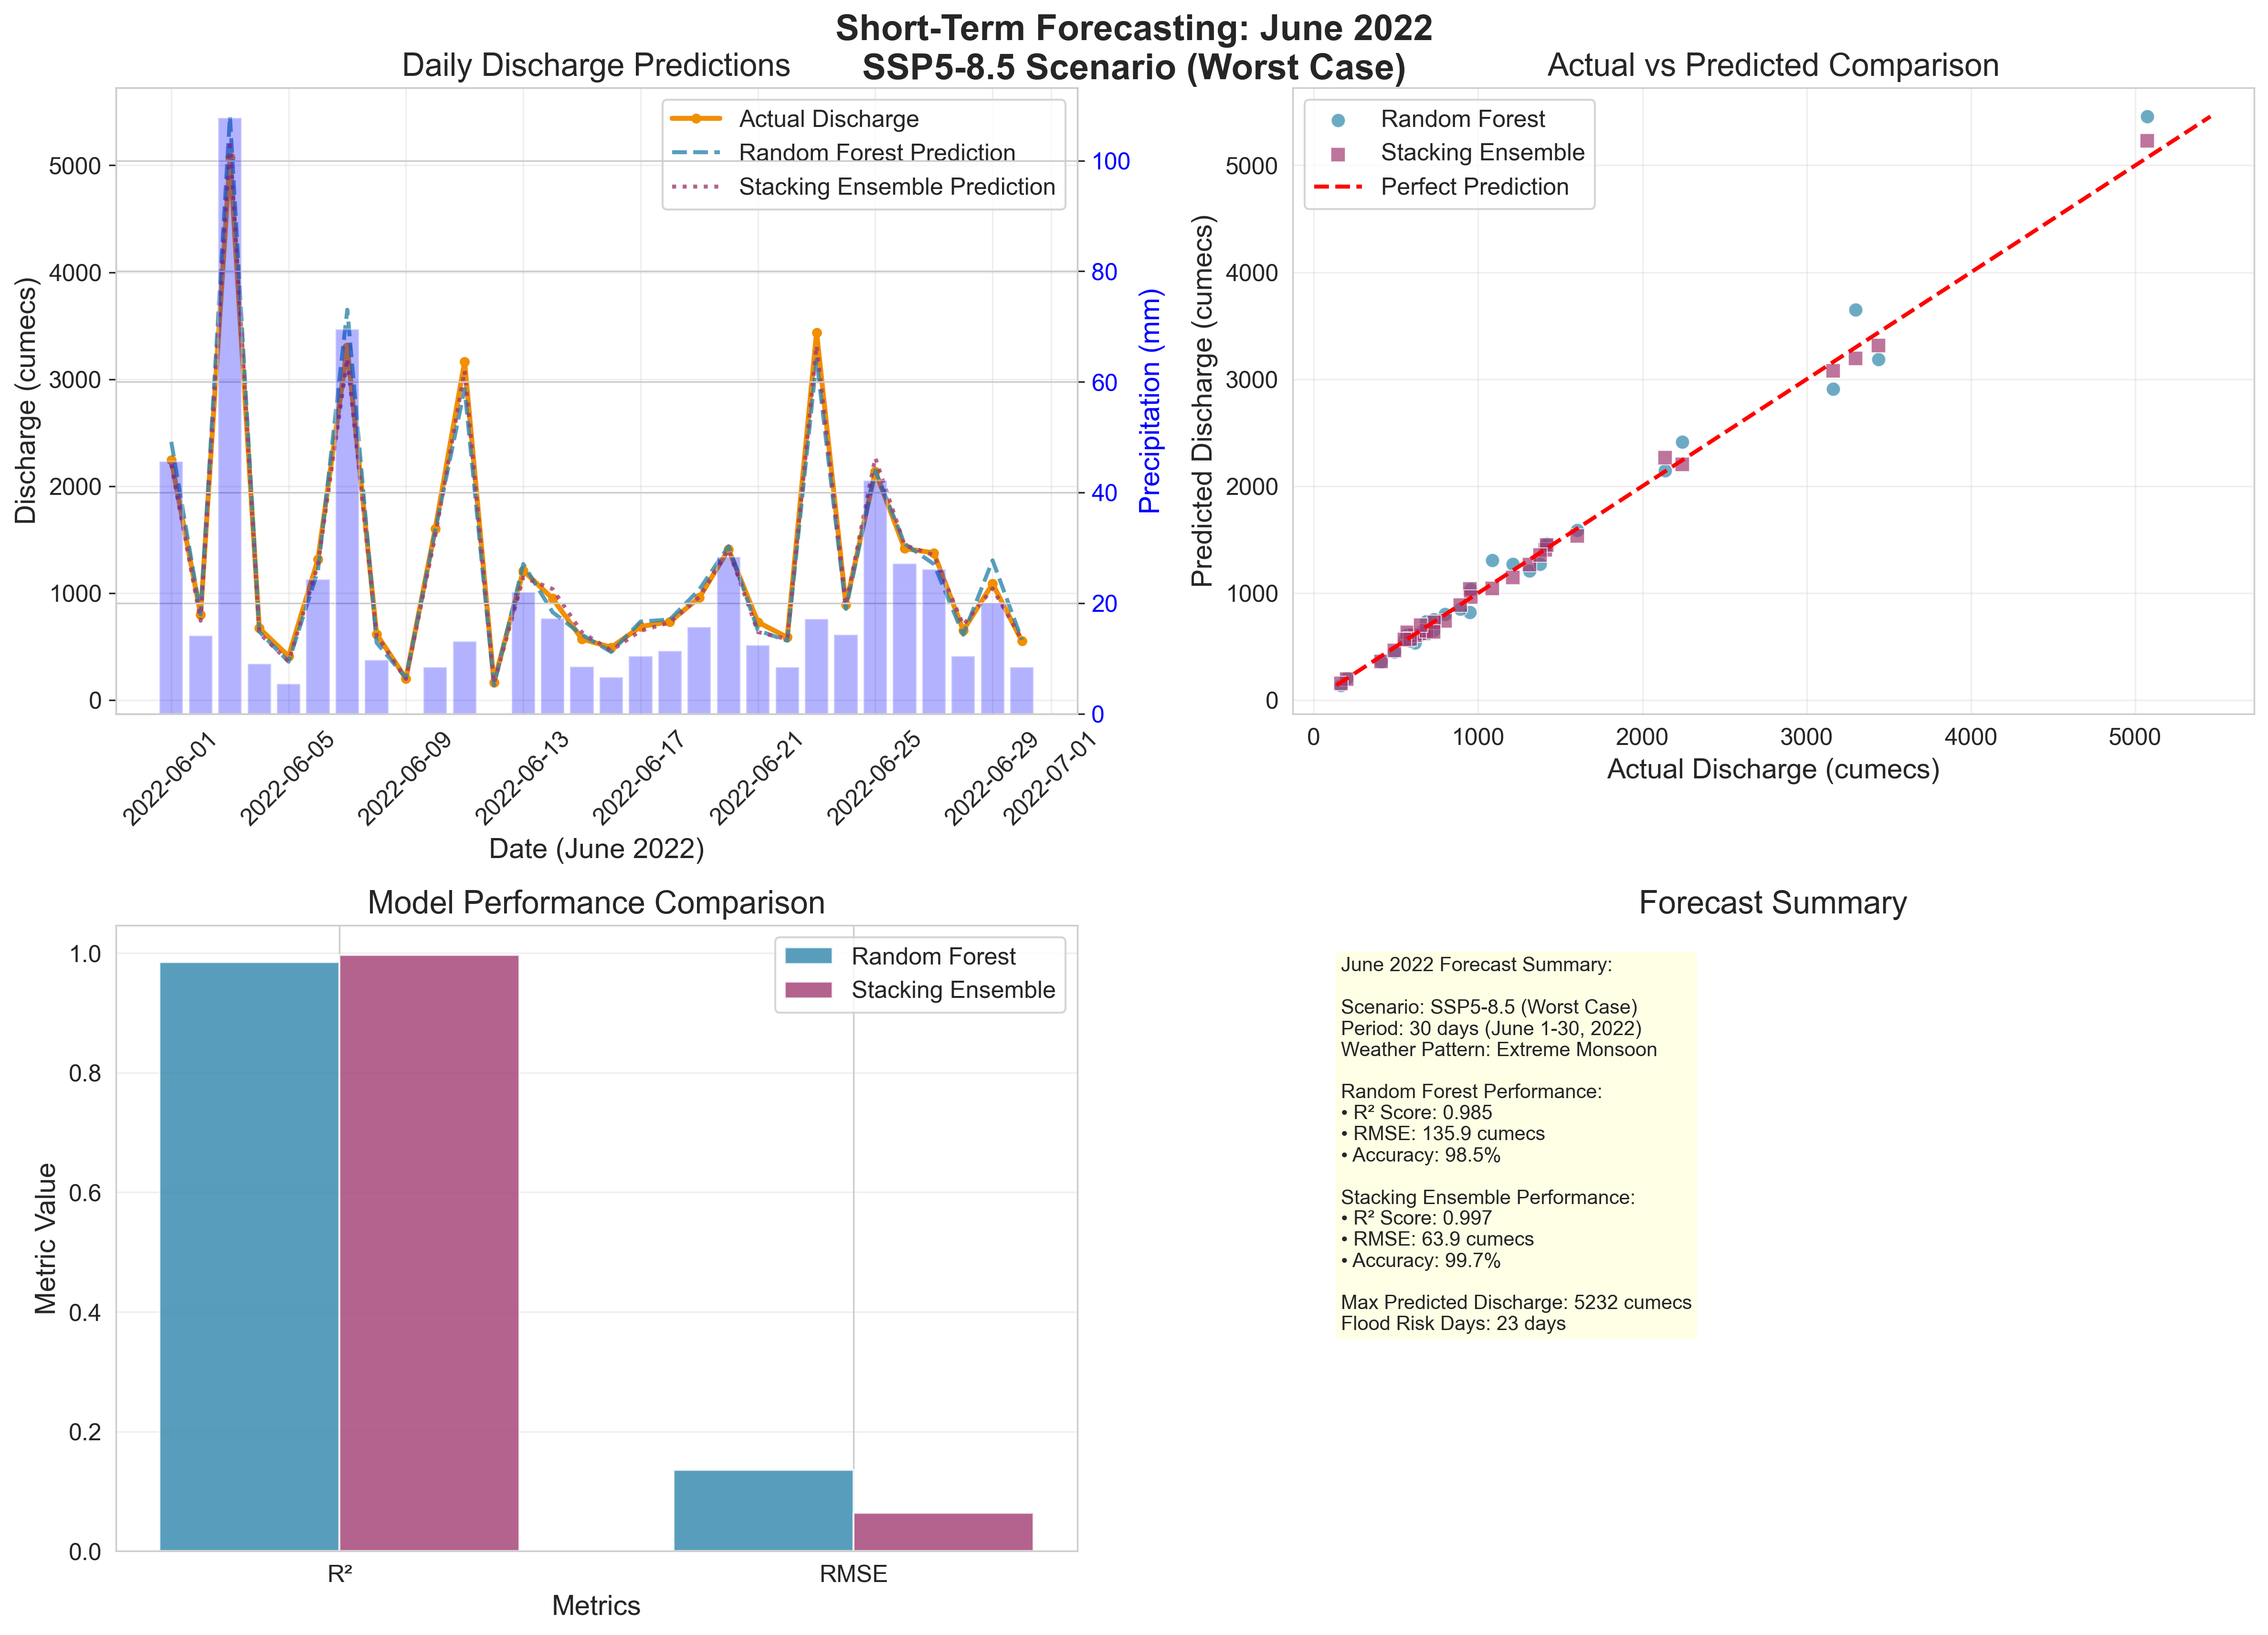 Short-Term Forecasting: June 2022
SSP5-8.5 Scenario (Worst Case)
Daily Discharge Predictions
Actual Discharge
Random Forest Prediction
Stacking Ensemble Prediction
Discharge (cumecs)
5000
4000
3000
2000
1000
0
Precipitation (mm)
100
80
60
40
20
0
2022-06-01
2022-06-05
2022-06-09
2022-06-13
2022-06-17
2022-06-21
2022-06-25
2022-06-29
2022-07-01
Date (June 2022)
Actual vs Predicted Comparison
Random Forest
Stacking Ensemble
Perfect Prediction
Predicted Discharge (cumecs)
5000
4000
3000
2000
1000
0
0
1000
2000
3000
4000
5000
Actual Discharge (cumecs)
Model Performance Comparison
Random Forest
Stacking Ensemble
Metric Value
1.0
0.8
0.6
0.4
0.2
0.0
R²
RMSE
Metrics
Forecast Summary
June 2022 Forecast Summary:
Scenario: SSP5-8.5 (Worst Case)
Period: 30 days (June 1-30, 2022)
Weather Pattern: Extreme Monsoon
Random Forest Performance:
• R² Score: 0.985
• RMSE: 135.9 cumecs
• Accuracy: 98.5%
Stacking Ensemble Performance:
• R² Score: 0.997
• RMSE: 63.9 cumecs
• Accuracy: 99.7%
Max Predicted Discharge: 5232 cumecs
Flood Risk Days: 23 days